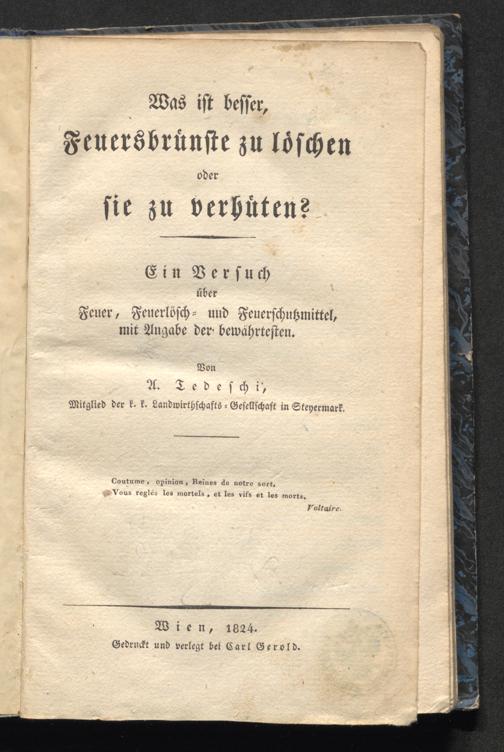 Was ist besser,
Feuersbrünste zu löschen
oder
sie zu verhüten?
Ein Versuch
über
Feuer, Feuerlösch- und Feuerschutzmittel,
mit Angabe der bewährtesten.
Von
A. Tedeschi,
Mitglied der k. k. Landwirthschafts-Gesellschaft in Steyermark.
Coutume, opinion, Reines de notre sort,
Vous reglés les mortels, et les vifs et les morts.
Voltaire.
Wien, 1824.
Gedruckt und verlegt bei Carl Gerold.